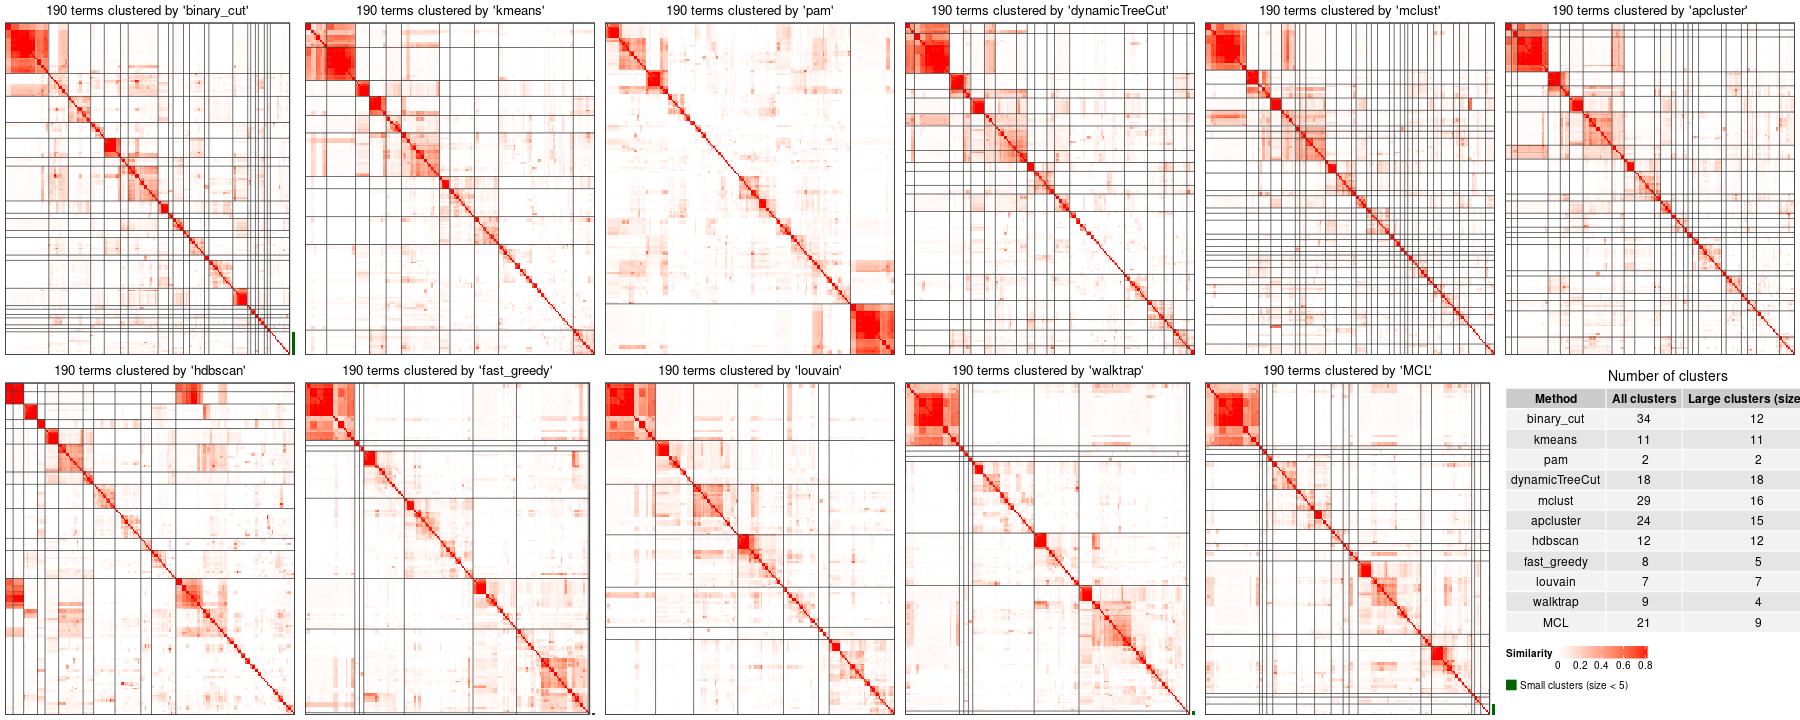 190 terms clustered by 'binary_cut'
190 terms clustered by 'kmeans'
190 terms clustered by 'pam'
190 terms clustered by 'dynamicTreeCut'
190 terms clustered by 'mclust'
190 terms clustered by 'apcluster'
190 terms clustered by 'hdbscan'
190 terms clustered by 'fast_greedy'
190 terms clustered by 'louvain'
190 terms clustered by 'walktrap'
190 terms clustered by 'MCL'
Number of clusters
Method All clusters Large clusters (size
binary_cut 34 12
kmeans 11 11
pam 2 2
dynamicTreeCut 18 18
mclust 29 16
apcluster 24 15
hdbscan 12 12
fast_greedy 8 5
louvain 7 7
walktrap 9 4
MCL 21 9
Similarity
0 0.2 0.4 0.6 0.8
Small clusters (size < 5)